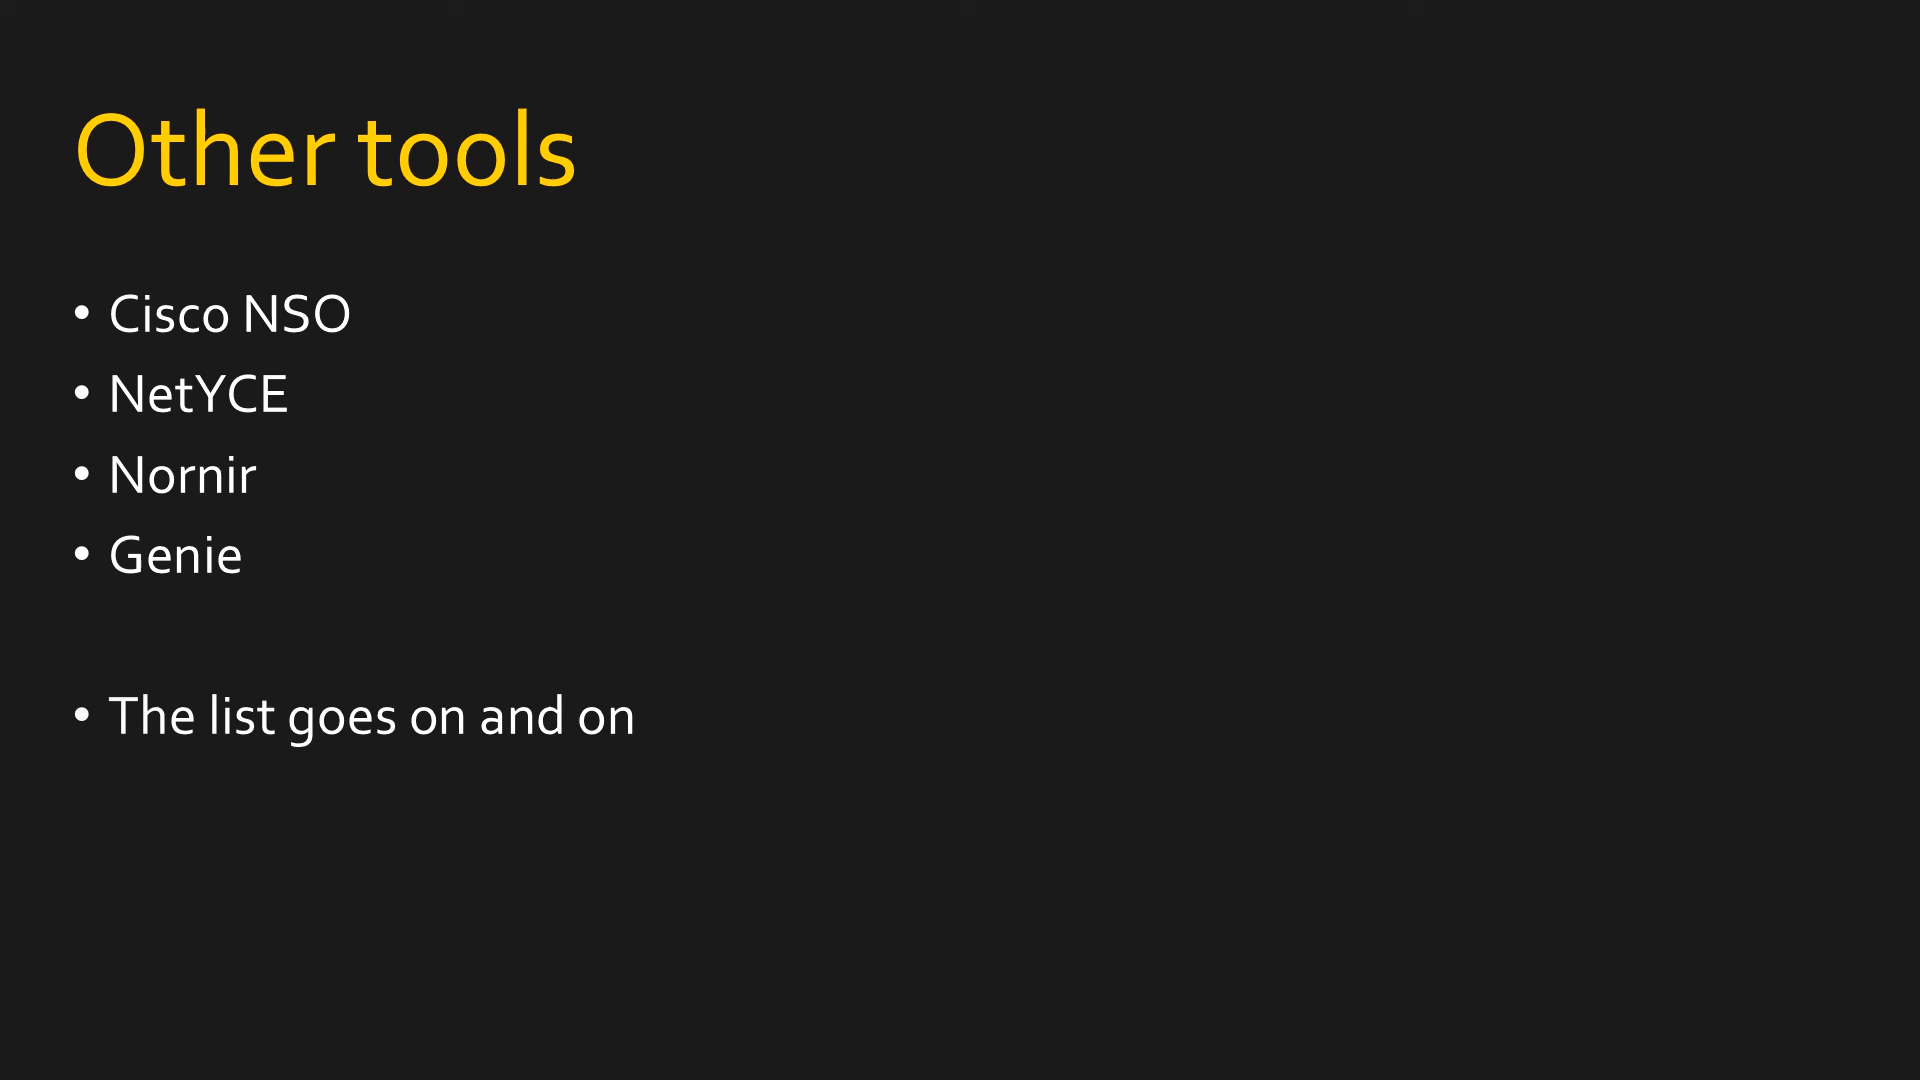 Other tools
• Cisco NSO
• NetYCE
• Nornir
• Genie
• The list goes on and on